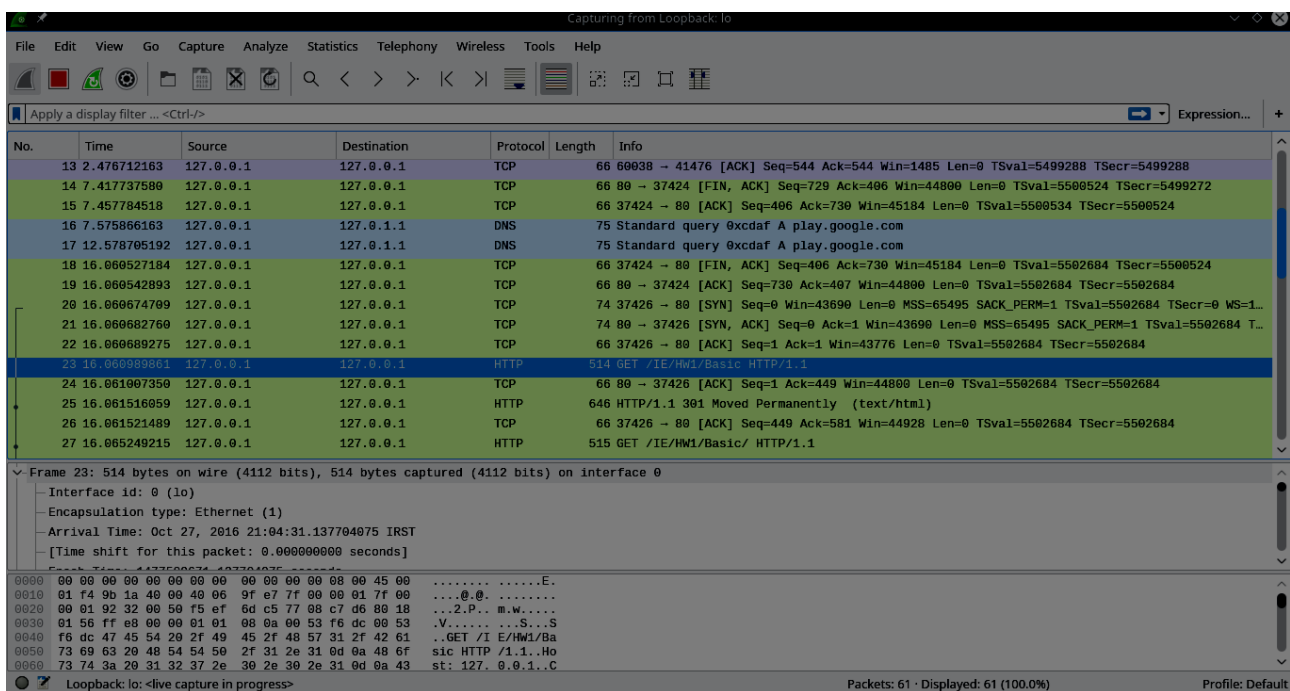 Capturing from Loopback: lo
File Edit View Go Capture Analyze Statistics Telephony Wireless Tools Help
Apply a display filter ... <Ctrl-/> Expression... +
No. Time Source Destination Protocol Length Info
13 2.476712163 127.0.0.1 127.0.0.1 TCP 66 60038 → 41476 [ACK] Seq=544 Ack=544 Win=1485 Len=0 TSval=5499288 TSecr=5499288
14 7.417737580 127.0.0.1 127.0.0.1 TCP 66 80 → 37424 [FIN, ACK] Seq=729 Ack=406 Win=44800 Len=0 TSval=5500524 TSecr=5499272
15 7.457784518 127.0.0.1 127.0.0.1 TCP 66 37424 → 80 [ACK] Seq=406 Ack=730 Win=45184 Len=0 TSval=5500534 TSecr=5500524
16 7.575866163 127.0.0.1 127.0.1.1 DNS 75 Standard query 0xcdaf A play.google.com
17 12.578705192 127.0.0.1 127.0.1.1 DNS 75 Standard query 0xcdaf A play.google.com
18 16.060527184 127.0.0.1 127.0.0.1 TCP 66 37424 → 80 [FIN, ACK] Seq=406 Ack=730 Win=45184 Len=0 TSval=5502684 TSecr=5500524
19 16.060542893 127.0.0.1 127.0.0.1 TCP 66 80 → 37424 [ACK] Seq=730 Ack=407 Win=44800 Len=0 TSval=5502684 TSecr=5502684
20 16.060674709 127.0.0.1 127.0.0.1 TCP 74 37426 → 80 [SYN] Seq=0 Win=43690 Len=0 MSS=65495 SACK_PERM=1 TSval=5502684 TSecr=0 WS=1…
21 16.060682760 127.0.0.1 127.0.0.1 TCP 74 80 → 37426 [SYN, ACK] Seq=0 Ack=1 Win=43690 Len=0 MSS=65495 SACK_PERM=1 TSval=5502684 T…
22 16.060689275 127.0.0.1 127.0.0.1 TCP 66 37426 → 80 [ACK] Seq=1 Ack=1 Win=43776 Len=0 TSval=5502684 TSecr=5502684
23 16.060989861 127.0.0.1 127.0.0.1 HTTP 514 GET /IE/HW1/Basic HTTP/1.1
24 16.061007350 127.0.0.1 127.0.0.1 TCP 66 80 → 37426 [ACK] Seq=1 Ack=449 Win=44800 Len=0 TSval=5502684 TSecr=5502684
25 16.061516059 127.0.0.1 127.0.0.1 HTTP 646 HTTP/1.1 301 Moved Permanently (text/html)
26 16.061521489 127.0.0.1 127.0.0.1 TCP 66 37426 → 80 [ACK] Seq=449 Ack=581 Win=44928 Len=0 TSval=5502684 TSecr=5502684
27 16.065249215 127.0.0.1 127.0.0.1 HTTP 515 GET /IE/HW1/Basic/ HTTP/1.1
Frame 23: 514 bytes on wire (4112 bits), 514 bytes captured (4112 bits) on interface 0
Interface id: 0 (lo)
Encapsulation type: Ethernet (1)
Arrival Time: Oct 27, 2016 21:04:31.137704075 IRST
[Time shift for this packet: 0.000000000 seconds]
0000 00 00 00 00 00 00 00 00 00 00 00 00 08 00 45 00 ........ ......E.
0010 01 f4 9b 1a 40 00 40 06 9f e7 7f 00 00 01 7f 00 ....@.@. ........
0020 00 01 92 32 00 50 f5 ef 6d c5 77 08 c7 d6 80 18 ...2.P.. m.w.....
0030 01 56 ff e8 00 00 01 01 08 0a 00 53 f6 dc 00 53 .V...... ...S...S
0040 f6 dc 47 45 54 20 2f 49 45 2f 48 57 31 2f 42 61 ..GET /I E/HW1/Ba
0050 73 69 63 20 48 54 54 50 2f 31 2e 31 0d 0a 48 6f sic HTTP /1.1..Ho
0060 73 74 3a 20 31 32 37 2e 30 2e 30 2e 31 0d 0a 43 st: 127. 0.0.1..C
Loopback: lo: <live capture in progress> Packets: 61 · Displayed: 61 (100.0%) Profile: Default